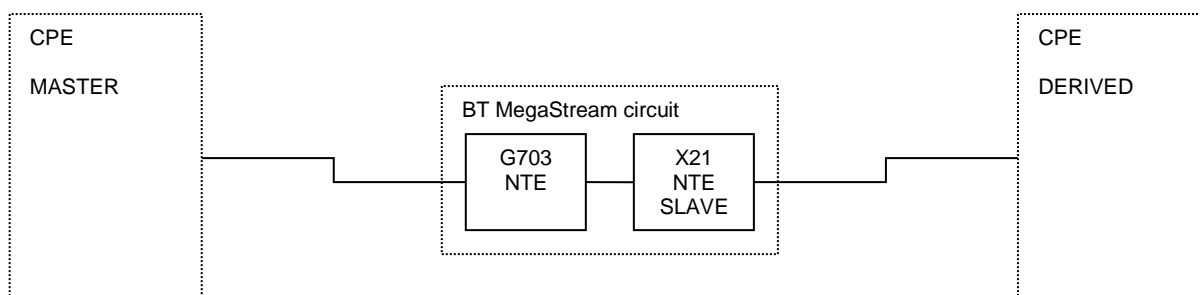 CPE
MASTER
BT MegaStream circuit
G703
NTE
X21
NTE
SLAVE
CPE
DERIVED